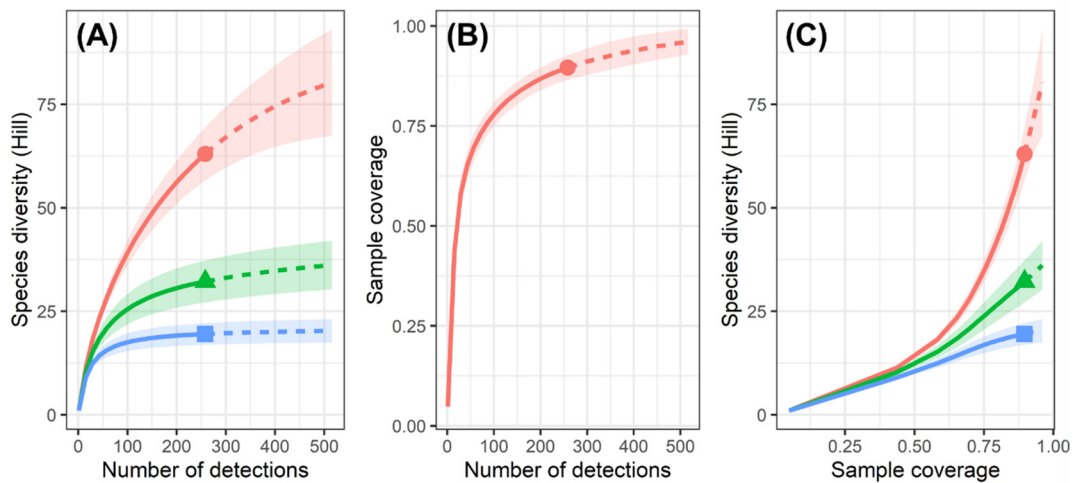 (A)
Species diversity (Hill)
75
50
25
0
0 100 200 300 400 500
Number of detections
(B)
Sample coverage
1.00
0.75
0.50
0.25
0.00
0 100 200 300 400 500
Number of detections
(C)
Species diversity (Hill)
75
50
25
0
0.25 0.50 0.75 1.00
Sample coverage